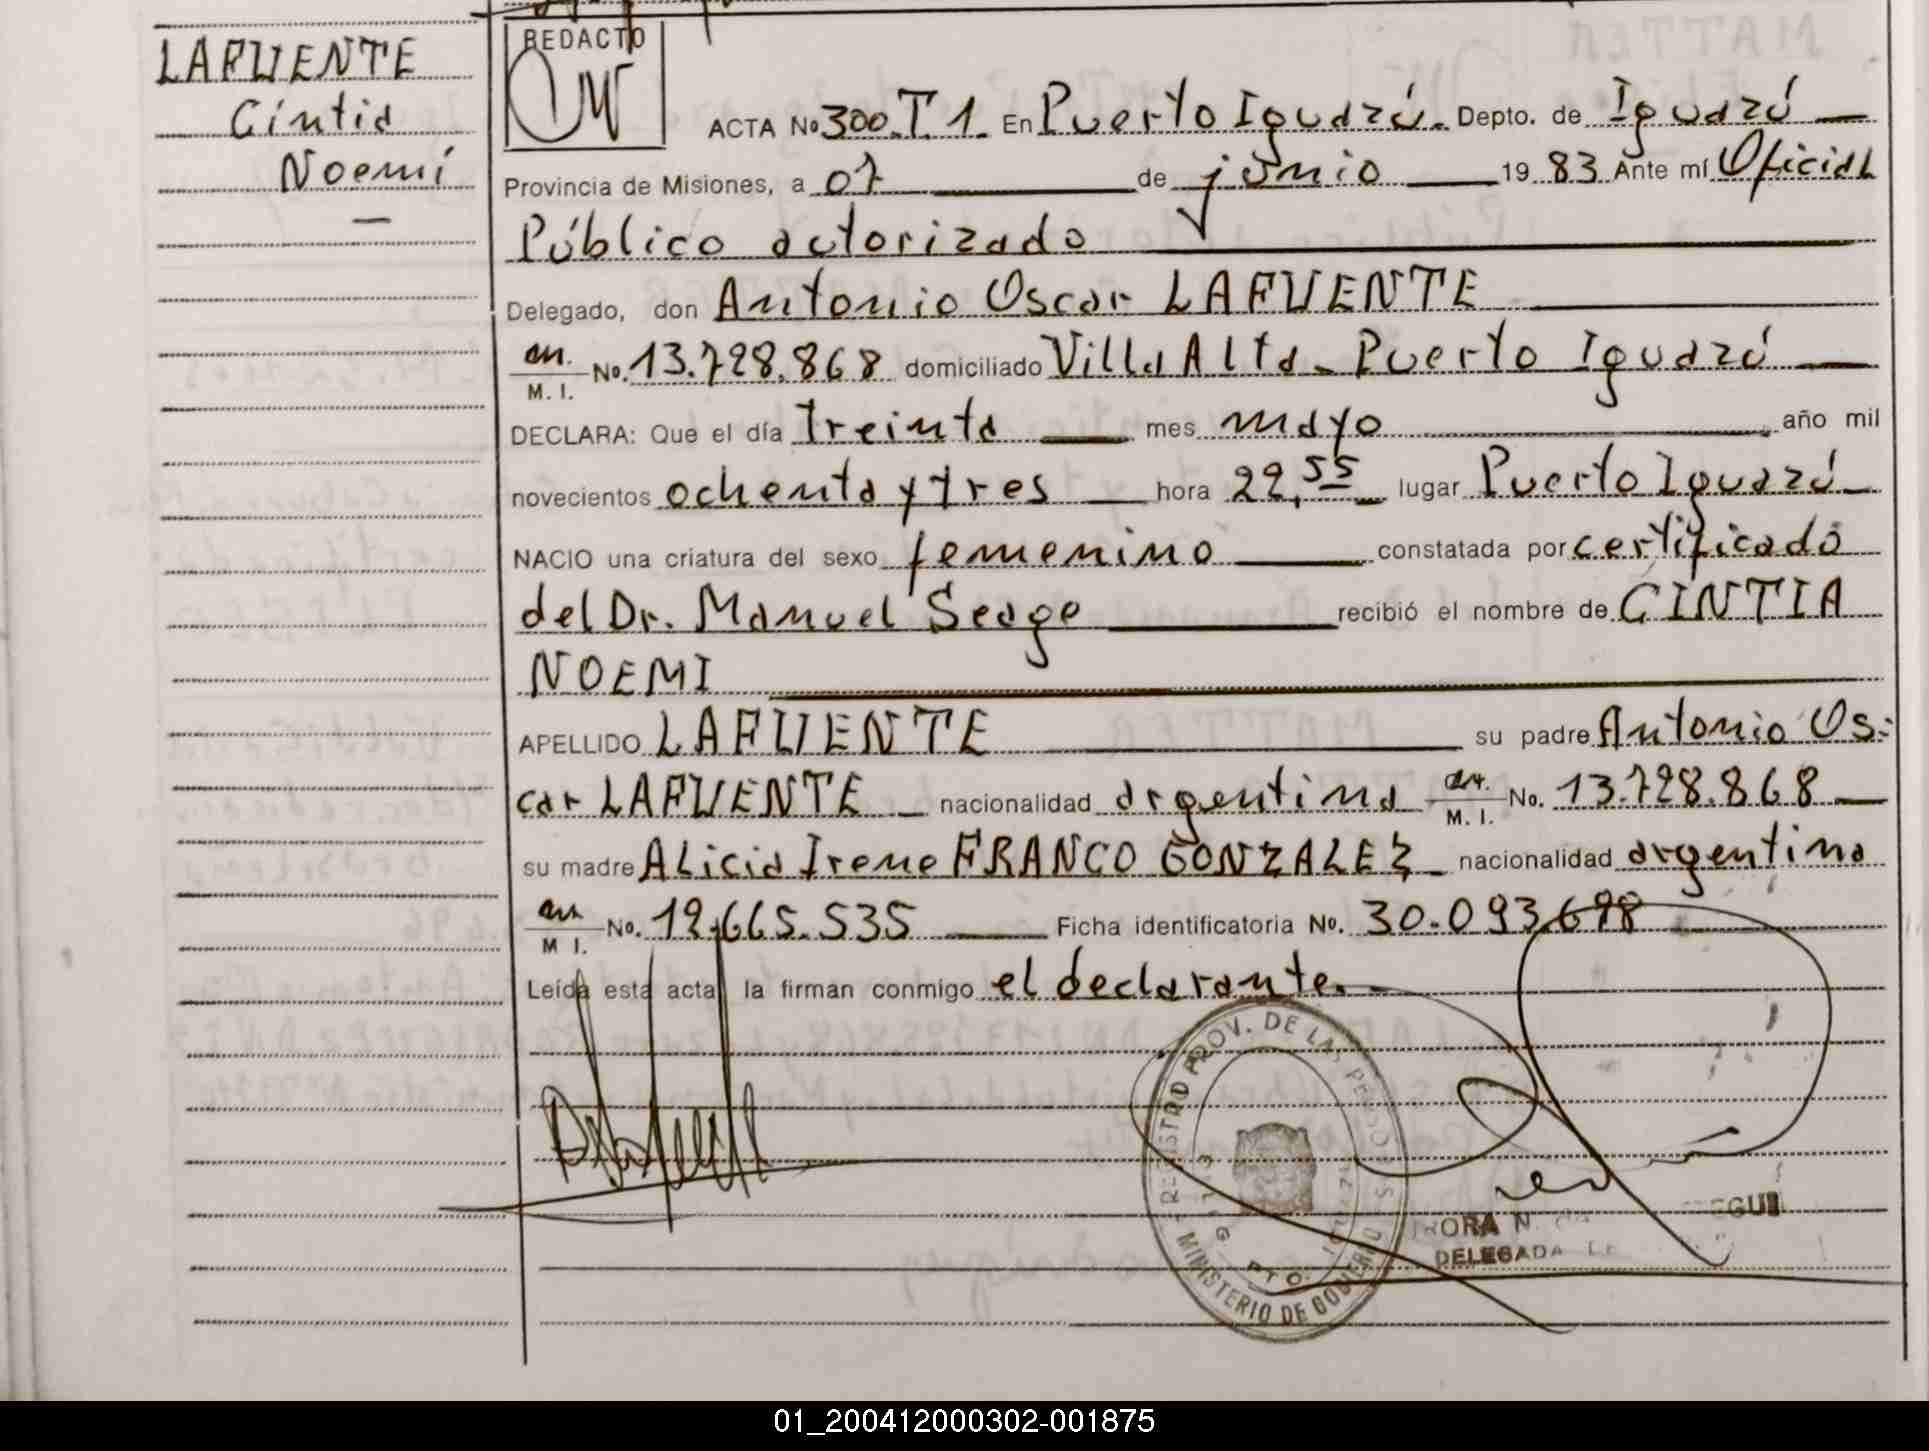 LAFUENTE
Cintia
Noemí
REDACTO
ACTA No 300.T.1. En Puerto Iguazú. Depto. de Iguazú
Provincia de Misiones, a 07 de junio 1983 Ante mí Oficial
Público actorizado
Delegado, don Antonio Oscar LAFUENTE
M. I. No. 13.728.868 domiciliado Villa Alta - Puerto Iguazú
DECLARA: Que el día treinta mes mayo año mil
novecientos ochenta y tres hora 22,55 lugar Puerto Iguazú
NACIO una criatura del sexo femenino constatada por certificado
del Dr. Manuel Seage recibió el nombre de CINTIA
NOEMI
APELLIDO LAFUENTE su padre Antonio Os-
car LAFUENTE nacionalidad argentina M. I. No. 13.728.868
su madre Alicia Irene FRANCO GONZALEZ nacionalidad argentina
M I. No. 12.665.535 Ficha identificatoria No. 30.093.698
Leída esta acta la firman conmigo el declarante.
REGISTRO PROV. DE LAS PERSONAS
MINISTERIO DE GOBIERNO
PTO.
DELEGADA
01_200412000302-001875